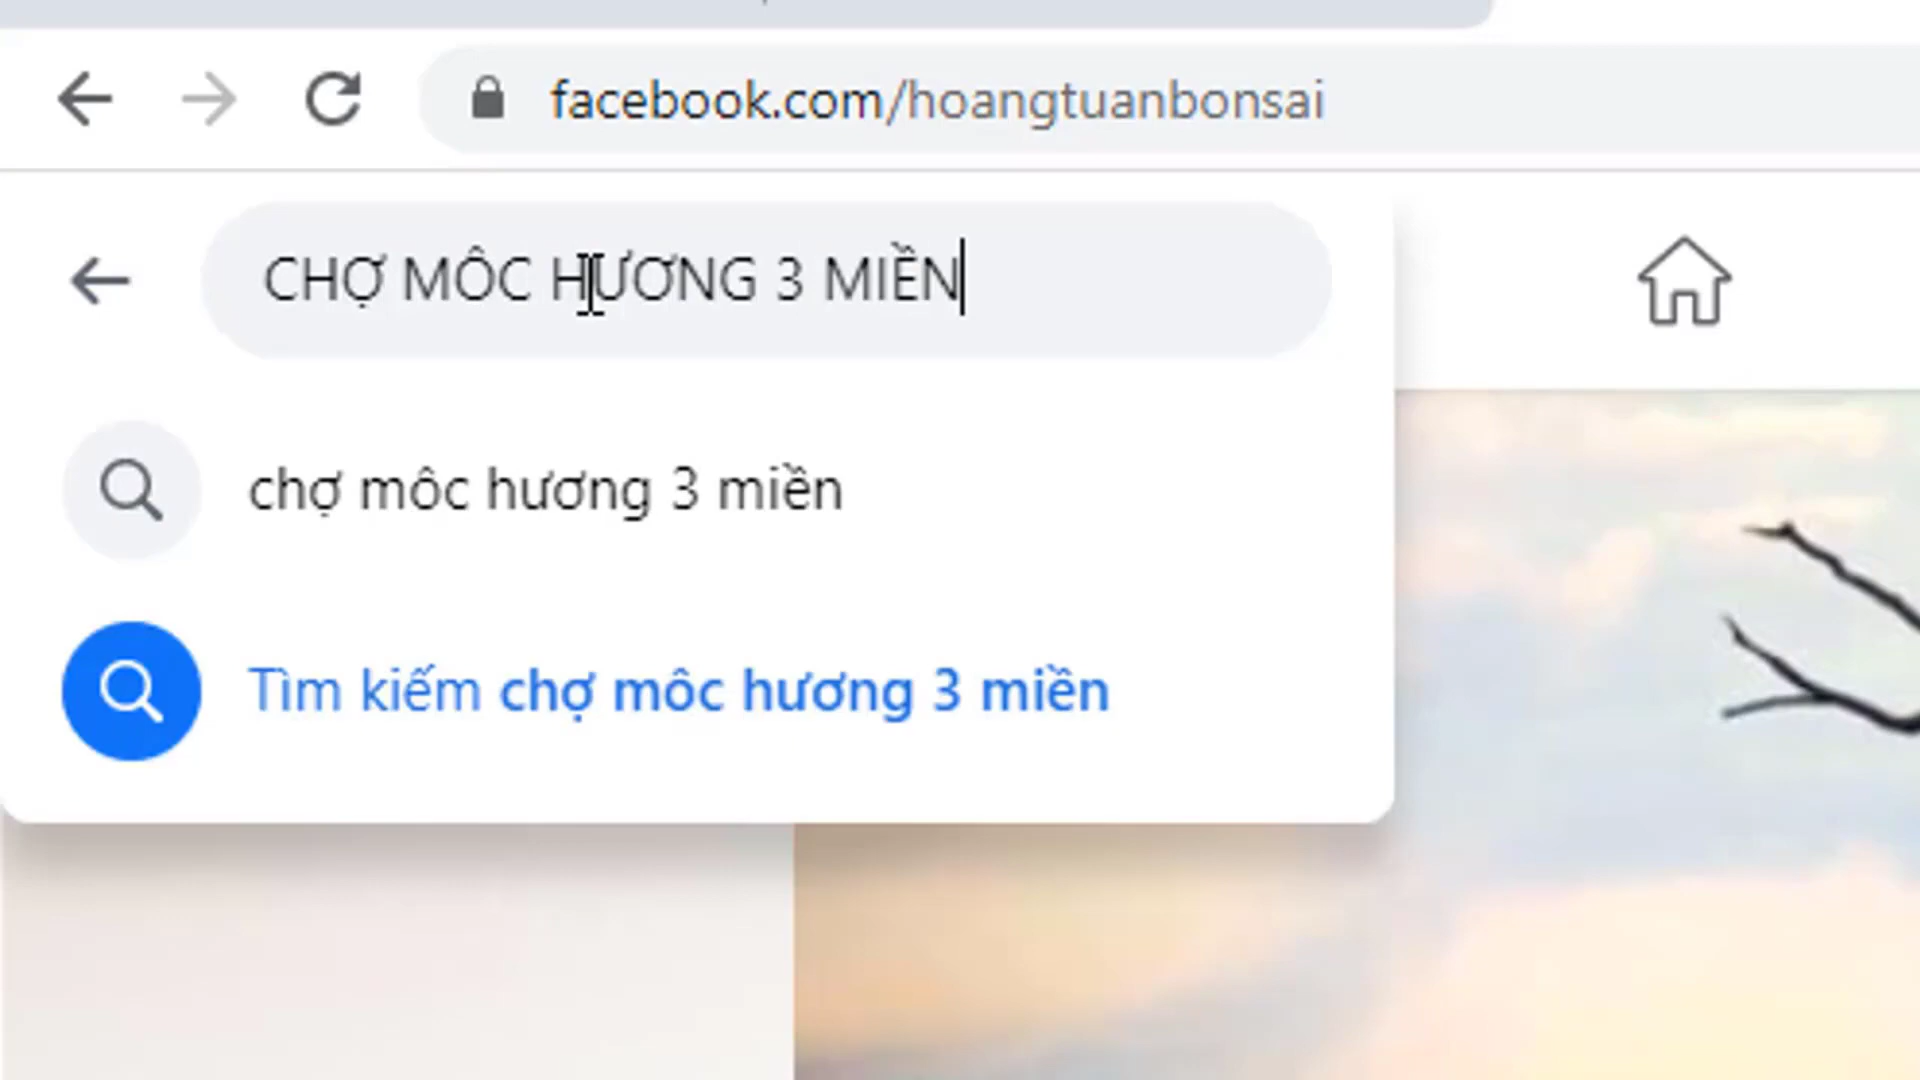 facebook.com/hoangtuanbonsai
CHỢ MÔC HƯƠNG 3 MIỀN
chợ môc hương 3 miền
Tìm kiếm chợ môc hương 3 miền